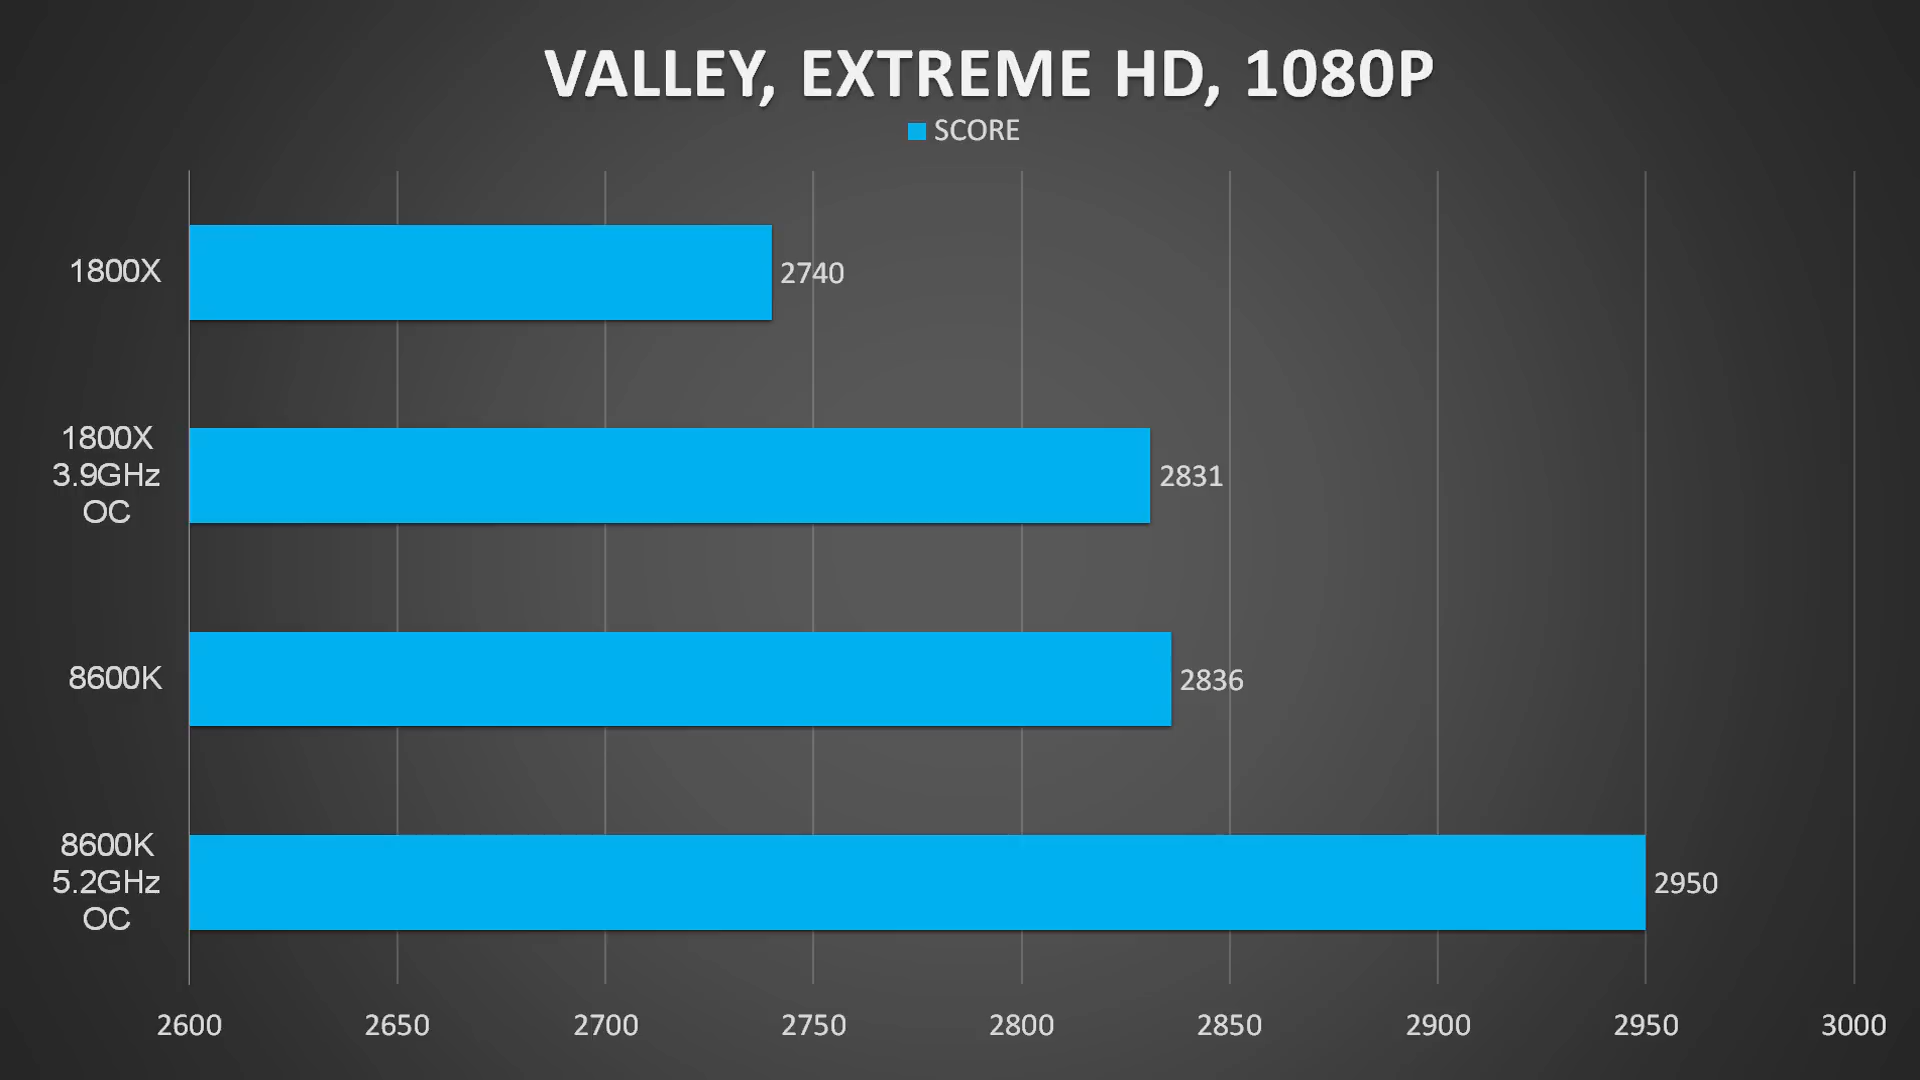 VALLEY, EXTREME HD, 1080P
SCORE
1800X
2740
1800X
3.9GHz
OC
2831
8600K
2836
8600K
5.2GHz
OC
2950
2600 2650 2700 2750 2800 2850 2900 2950 3000